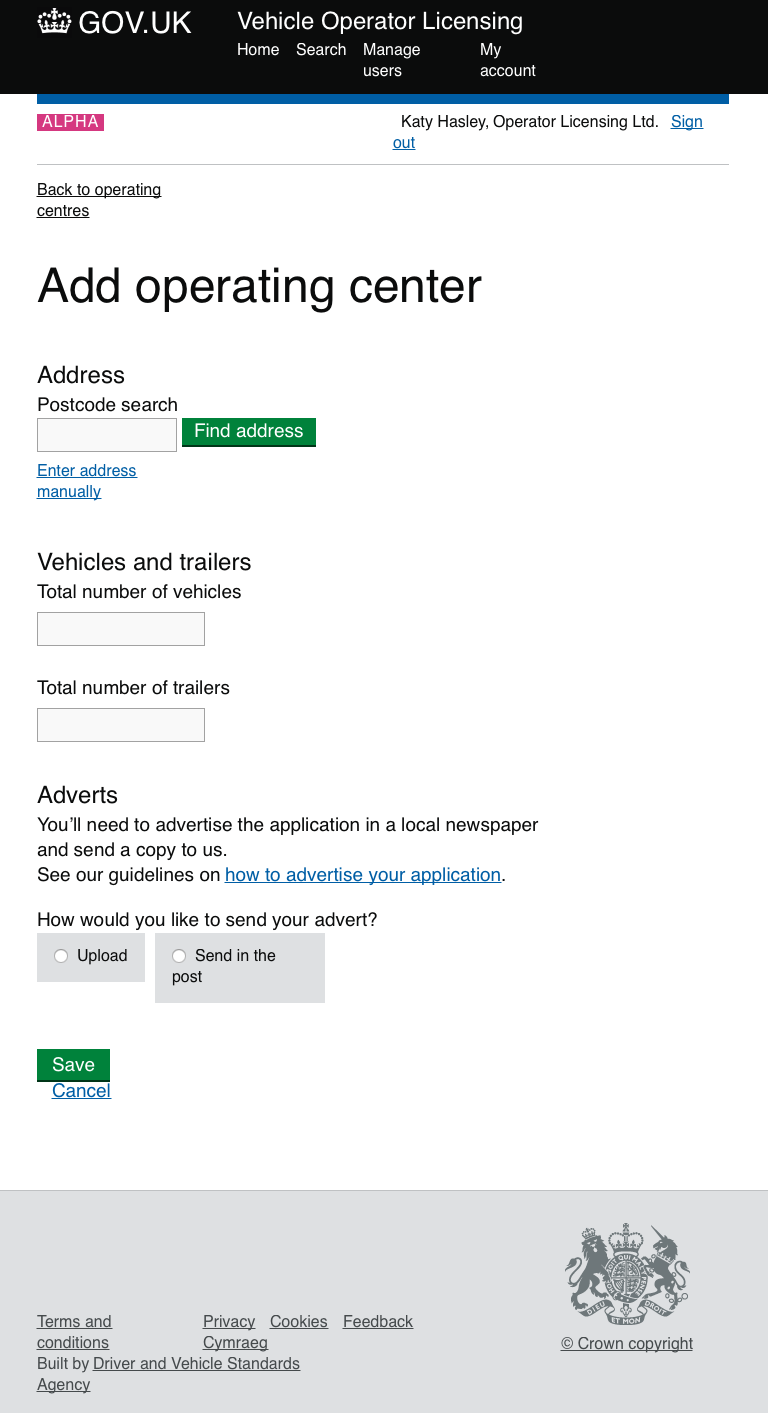 GOV.UK
Vehicle Operator Licensing
Home Search Manage users My account
ALPHA
Katy Hasley, Operator Licensing Ltd. Sign
out
Back to operating
centres
Add operating center
Address
Postcode search
Find address
Enter address
manually
Vehicles and trailers
Total number of vehicles
Total number of trailers
Adverts
You’ll need to advertise the application in a local newspaper
and send a copy to us.
See our guidelines on how to advertise your application.
How would you like to send your advert?
Upload
Send in the
post
Save
Cancel
Terms and
conditions
Privacy Cookies Feedback
Cymraeg
Built by Driver and Vehicle Standards
Agency
© Crown copyright